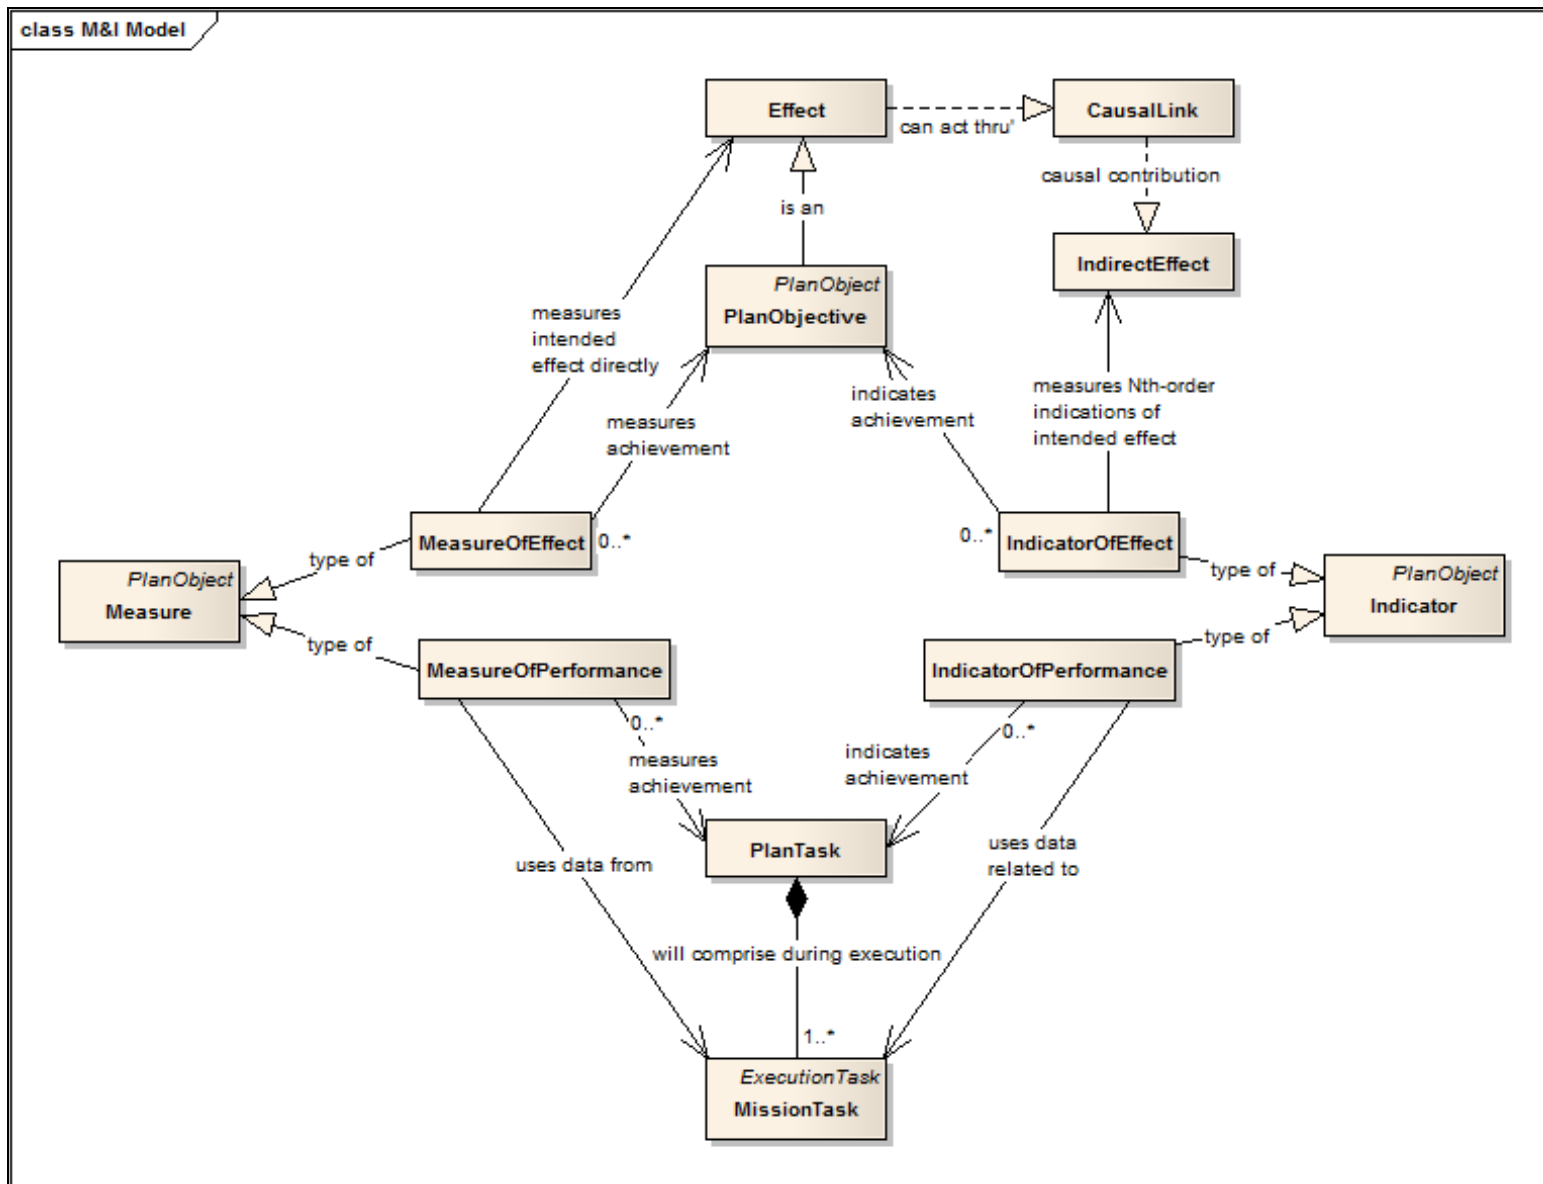 class M&I Model
Effect
can act thru'
CausalLink
causal contribution
is an
IndirectEffect
PlanObject
PlanObjective
measures
intended
effect directly
measures
achievement
indicates
achievement
measures Nth-order
indications of
intended effect
MeasureOfEffect
0..*
0..*
IndicatorOfEffect
type of
type of
PlanObject
Measure
PlanObject
Indicator
type of
type of
MeasureOfPerformance
IndicatorOfPerformance
0..*
0..*
measures
achievement
indicates
achievement
PlanTask
uses data from
uses data
related to
will comprise during execution
1..*
ExecutionTask
MissionTask